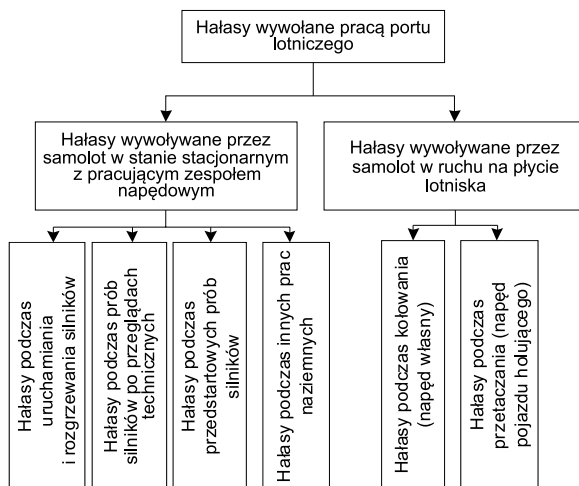 Hałasy wywołane pracą portu
lotniczego
Hałasy wywoływane przez
samolot w stanie stacjonarnym
z pracującym zespołem
napędowym
Hałasy wywoływane przez
samolot w ruchu na płycie
lotniska
Hałasy podczas
uruchamiania
i rozgrzewania silników
Hałasy podczas prób
silników po przeglądach
technicznych
Hałasy podczas
przedstartowych prób
silników
Hałasy podczas innych prac
naziemnych
Hałasy podczas kołowania
(napęd własny)
Hałasy podczas
przetaczania (napęd
pojazdu holującego)